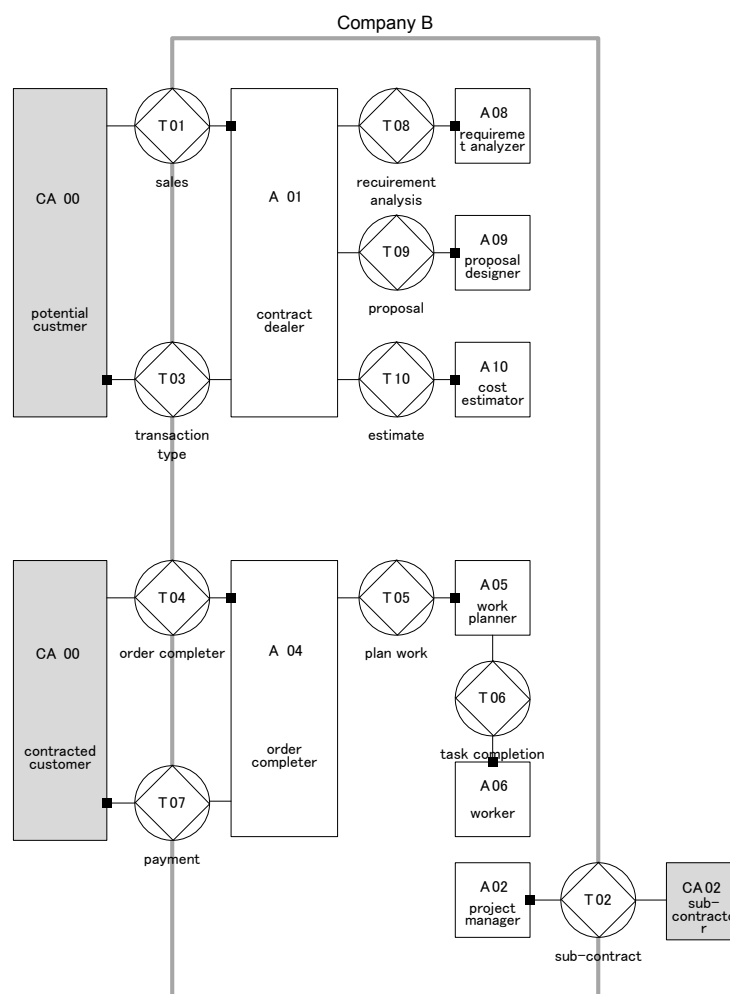 Company B
T01
sales
CA 00
potential
custmer
A 01
contract
dealer
T08
recuirement
analysis
A08
requireme
t analyzer
T09
proposal
A09
proposal
designer
T03
transaction
type
T10
estimate
A10
cost
estimator
CA 00
contracted
customer
T04
order completer
A 04
order
completer
T05
plan work
A05
work
planner
T06
task completion
A06
worker
T07
payment
A02
project
manager
T02
sub-contract
CA02
sub-
contracto
r